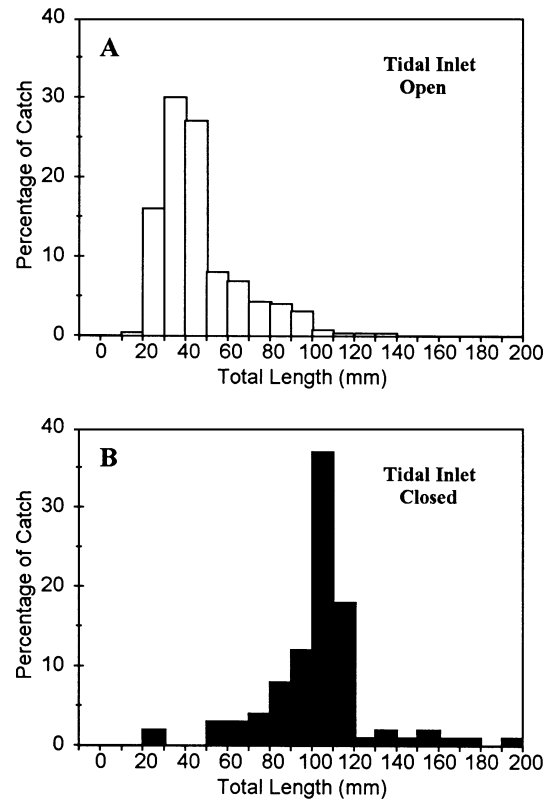 40
A
Tidal Inlet
Open
30
Percentage of Catch
20
10
0
0 20 40 60 80 100 120 140 160 180 200
Total Length (mm)
40
B
Tidal Inlet
Closed
30
Percentage of Catch
20
10
0
0 20 40 60 80 100 120 140 160 180 200
Total Length (mm)